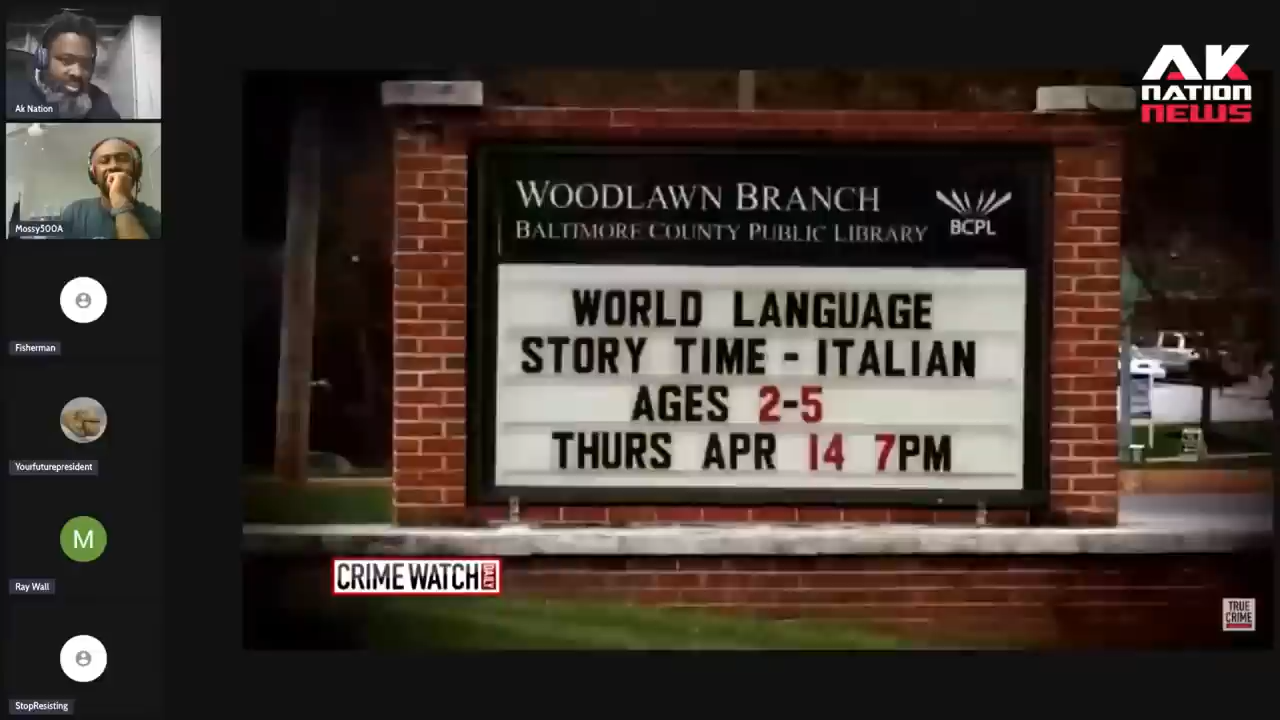 Ak Nation
Mossy500A
Fisherman
Yourfuturepresident
M
Ray Wall
StopResisting
AK
NATION
NEWS
WOODLAWN BRANCH
BALTIMORE COUNTY PUBLIC LIBRARY
BCPL
WORLD LANGUAGE
STORY TIME - ITALIAN
AGES 2-5
THURS APR 14 7PM
CRIME WATCH DAILY
TRUE
CRIME